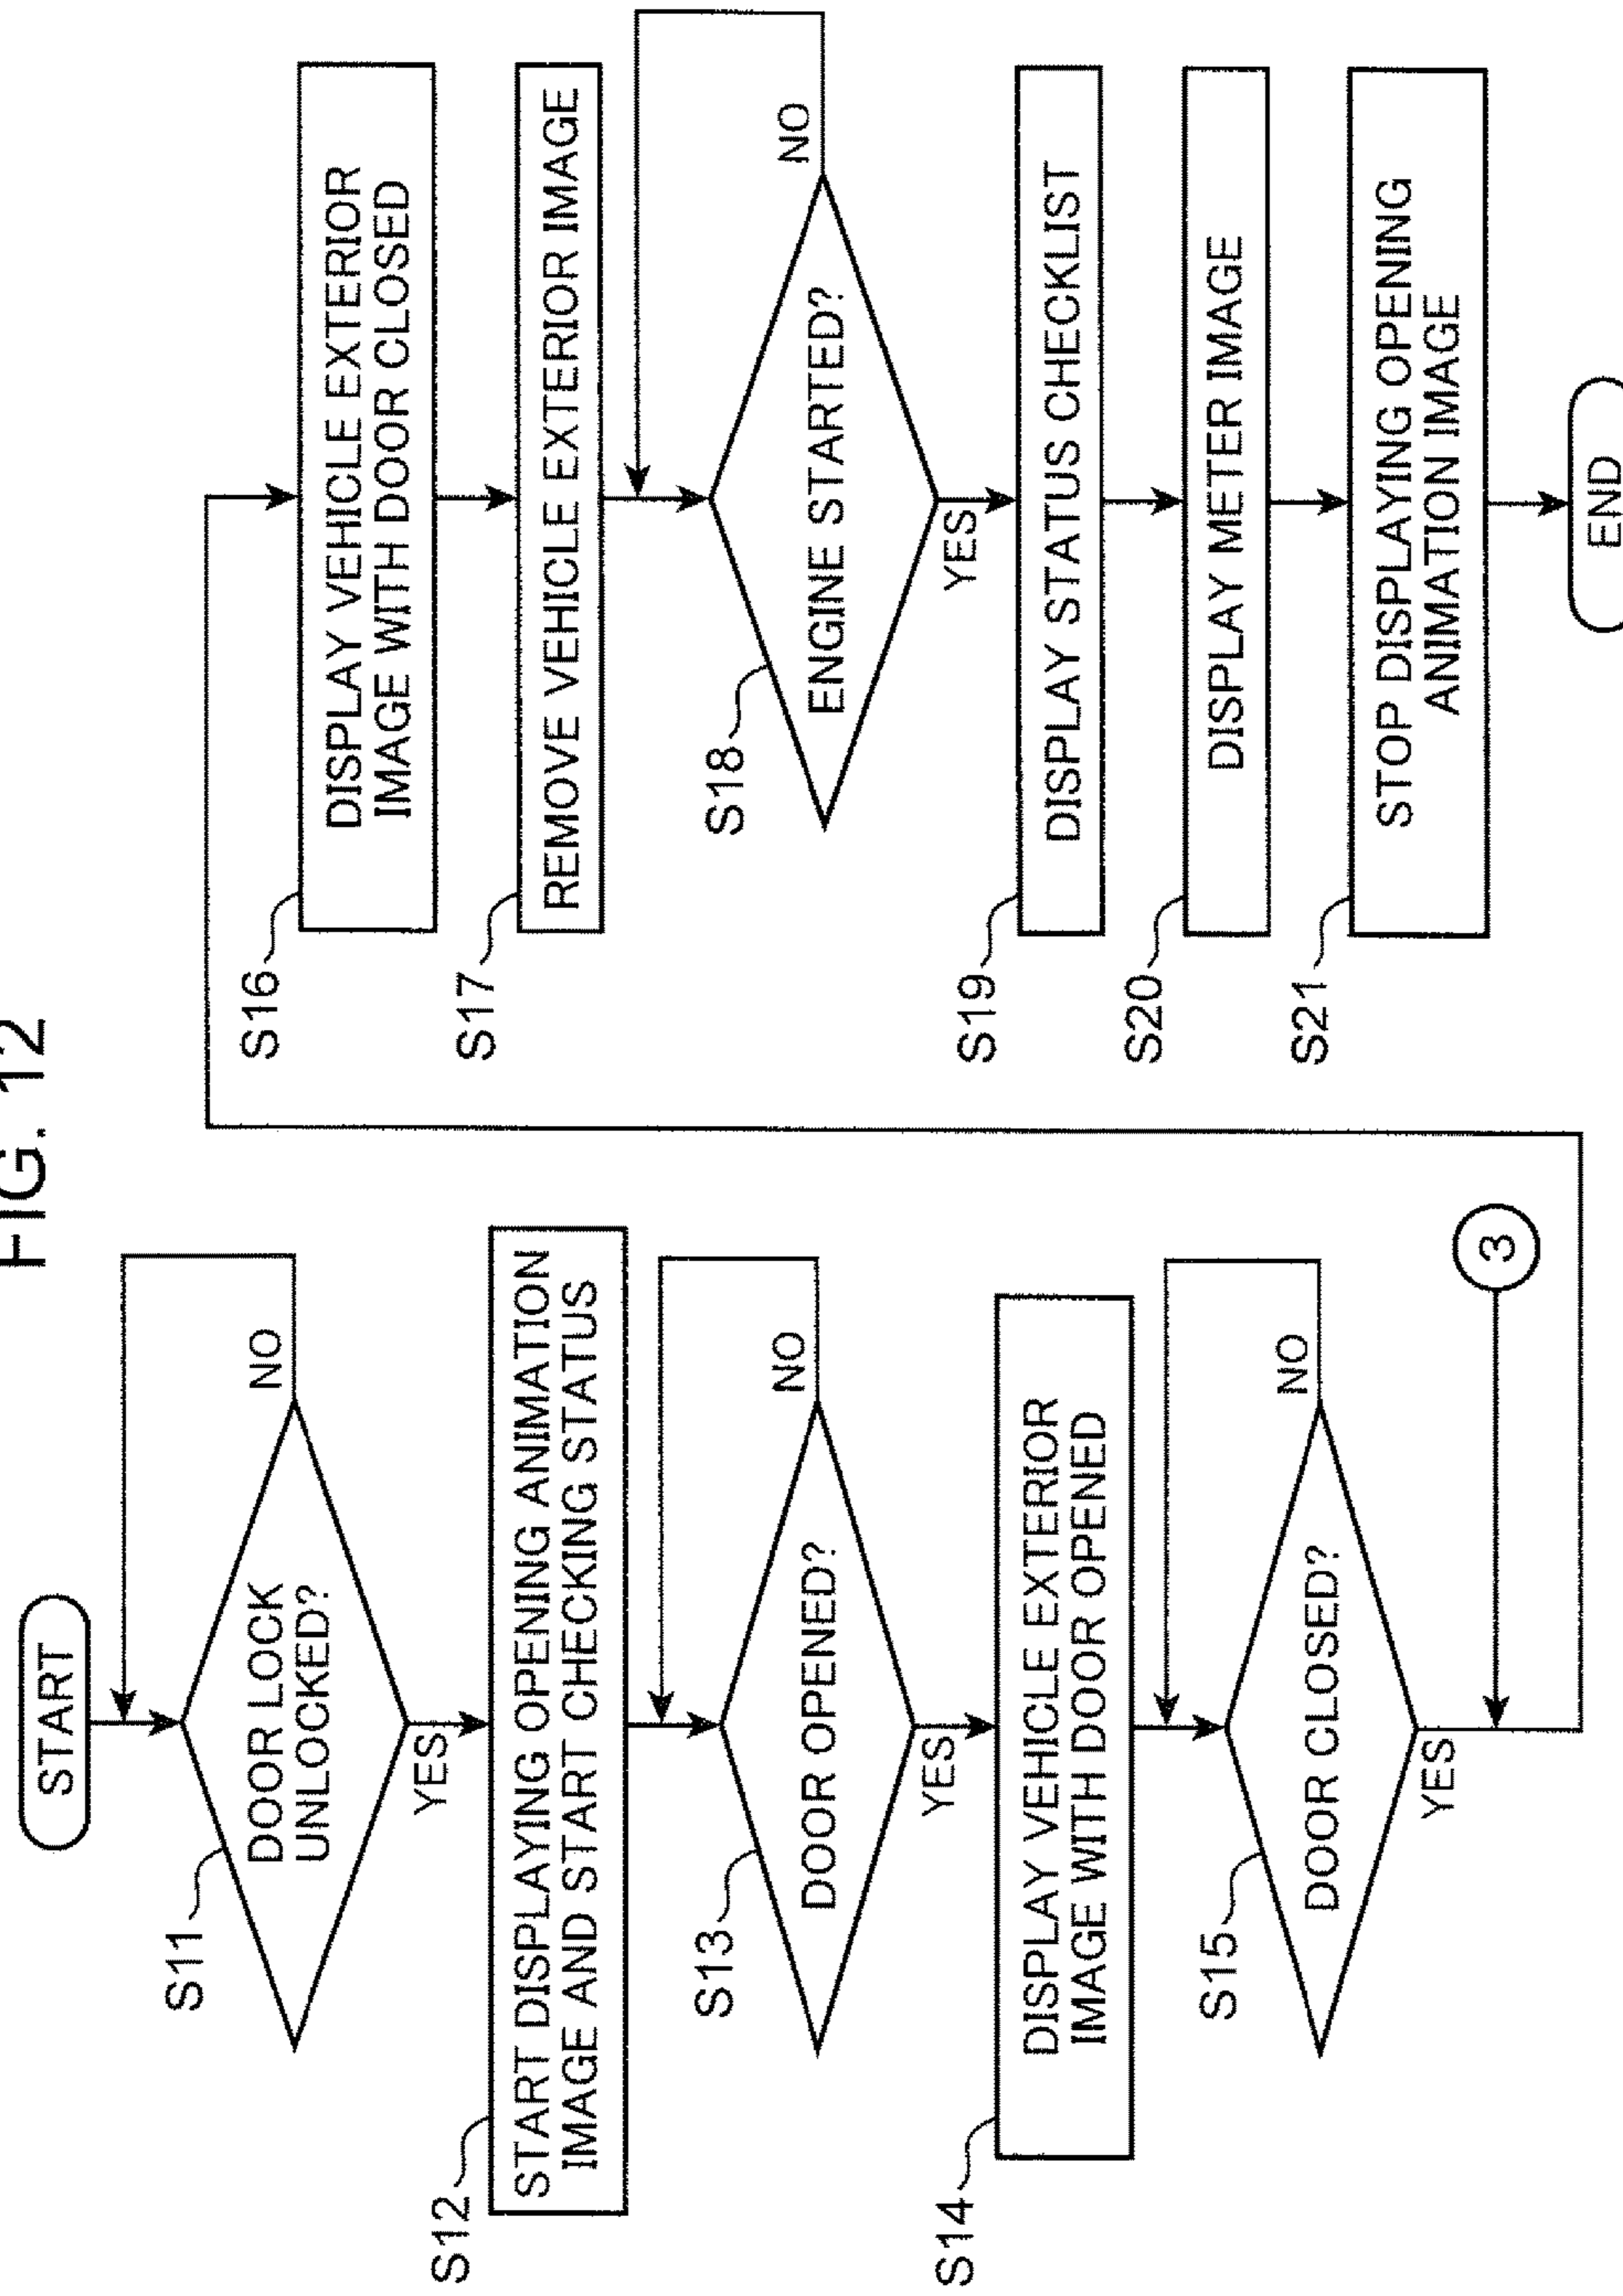 FIG. 12
START
S11
DOOR LOCK
UNLOCKED?
NO
YES
S12
START DISPLAYING OPENING ANIMATION
IMAGE AND START CHECKING STATUS
S13
DOOR OPENED?
NO
YES
S14
DISPLAY VEHICLE EXTERIOR
IMAGE WITH DOOR OPENED
S15
DOOR CLOSED?
NO
YES
3
S16
DISPLAY VEHICLE EXTERIOR
IMAGE WITH DOOR CLOSED
S17
REMOVE VEHICLE EXTERIOR IMAGE
S18
ENGINE STARTED?
NO
YES
S19
DISPLAY STATUS CHECKLIST
S20
DISPLAY METER IMAGE
S21
STOP DISPLAYING OPENING
ANIMATION IMAGE
END